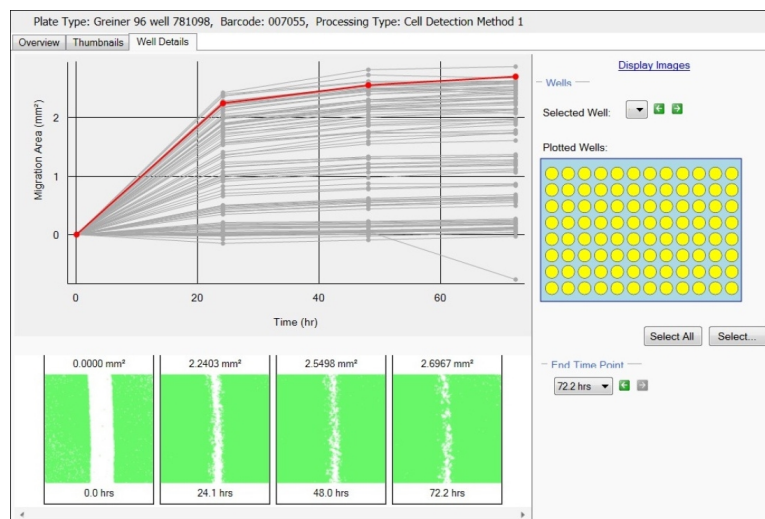 Plate Type: Greiner 96 well 781098, Barcode: 007055, Processing Type: Cell Detection Method 1
Overview Thumbnails Well Details
Display Images
Wells
Selected Well:
Plotted Wells:
Migration Area (mm²)
2
1
0
0 20 40 60
Time (hr)
Select All Select...
End Time Point
72.2 hrs
0.0000 mm² 2.2403 mm² 2.5498 mm² 2.6967 mm²
0.0 hrs 24.1 hrs 48.0 hrs 72.2 hrs